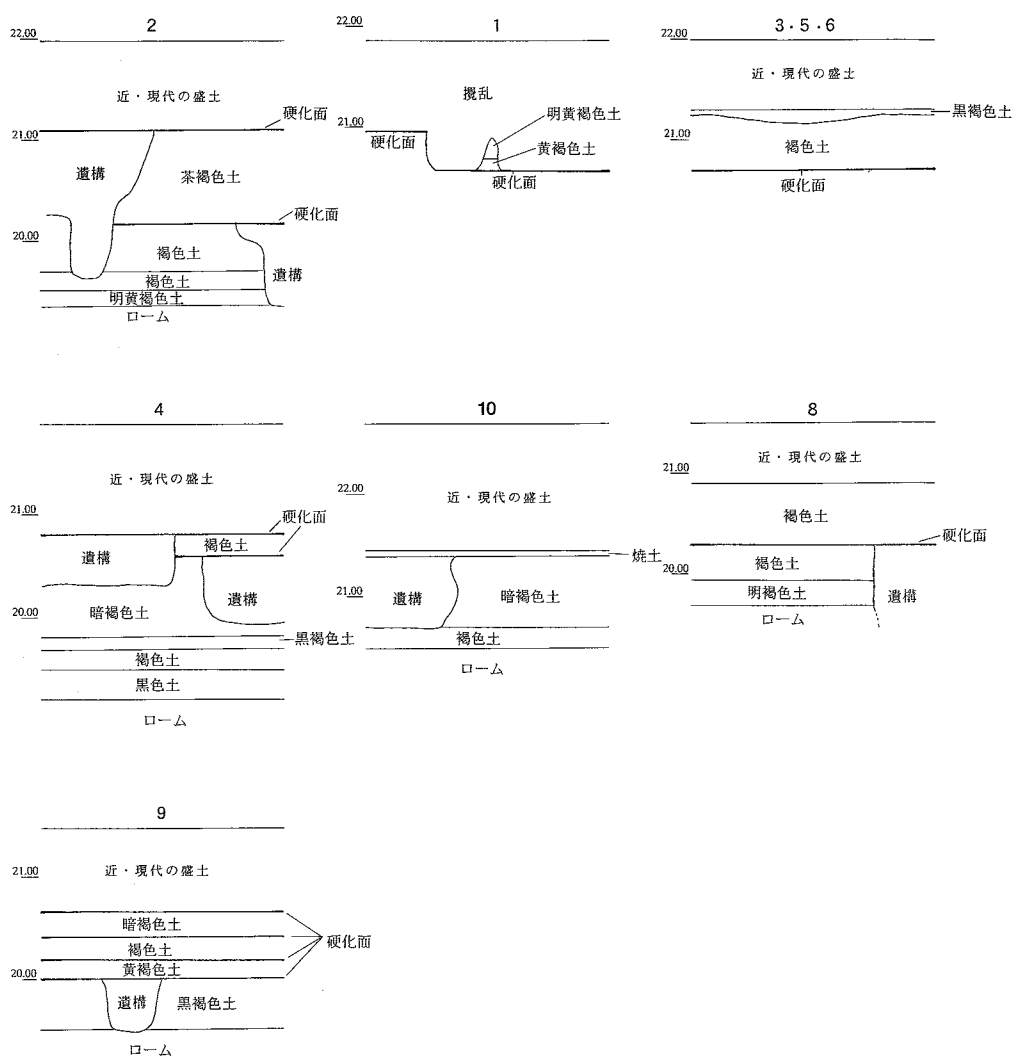 2
22.00
近・現代の盛土
硬化面
21.00
遺構
茶褐色土
硬化面
20.00
褐色土
遺構
褐色土
明黄褐色土
ローム
1
22.00
攪乱
明黄褐色土
21.00
硬化面
黄褐色土
硬化面
3・5・6
22.00
近・現代の盛土
黒褐色土
21.00
褐色土
硬化面
4
近・現代の盛土
21.00
硬化面
褐色土
遺構
遺構
20.00
暗褐色土
黒褐色土
褐色土
黒色土
ローム
10
22.00
近・現代の盛土
焼土
21.00
遺構
暗褐色土
褐色土
ローム
8
近・現代の盛土
21.00
褐色土
硬化面
20.00
褐色土
明褐色土
遺構
ローム
9
21.00
近・現代の盛土
暗褐色土
褐色土
硬化面
黄褐色土
20.00
遺構
黒褐色土
ローム